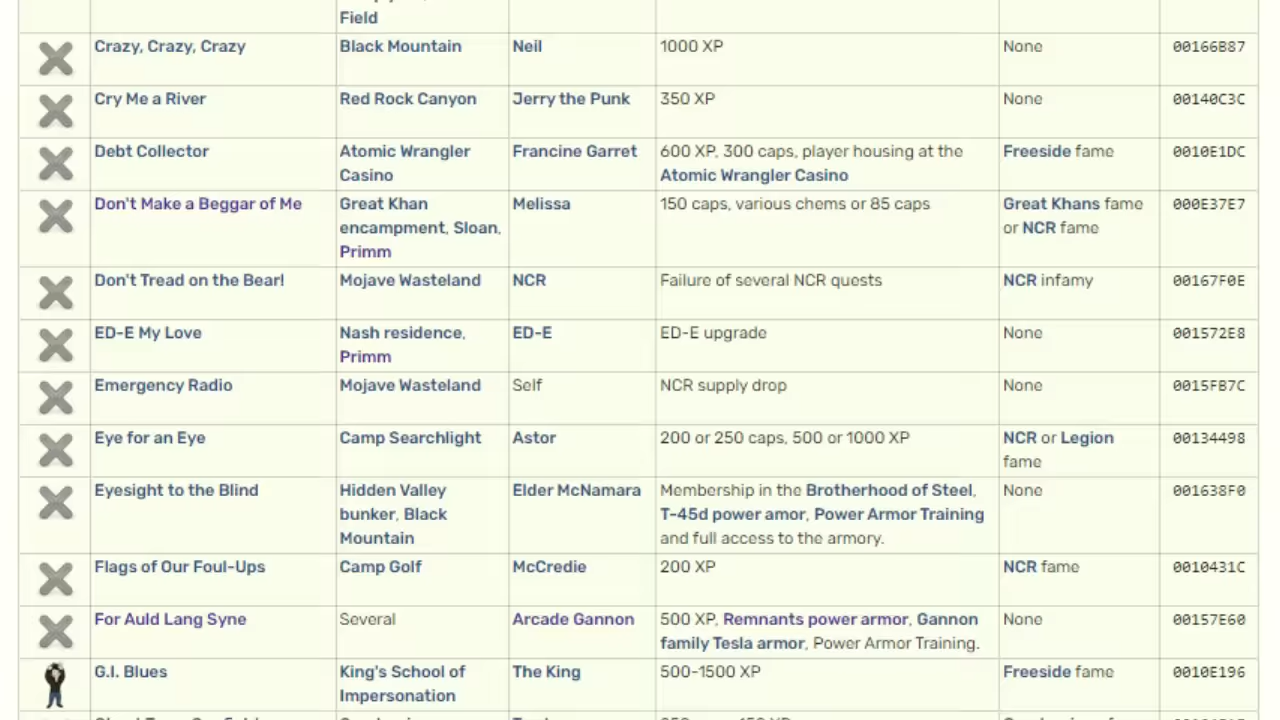 Field
Crazy, Crazy, Crazy Black Mountain Neil 1000 XP None 00166B87
Cry Me a River Red Rock Canyon Jerry the Punk 350 XP None 00140C3C
Debt Collector Atomic Wrangler Francine Garret 600 XP, 300 caps, player housing at the Freeside fame 0010E1DC
Casino Atomic Wrangler Casino
Don't Make a Beggar of Me Great Khan Melissa 150 caps, various chems or 85 caps Great Khans fame 000E37E7
encampment, Sloan, or NCR fame
Primm
Don't Tread on the Bear! Mojave Wasteland NCR Failure of several NCR quests NCR infamy 00167F0E
ED-E My Love Nash residence, ED-E ED-E upgrade None 001572E8
Primm
Emergency Radio Mojave Wasteland Self NCR supply drop None 0015FB7C
Eye for an Eye Camp Searchlight Astor 200 or 250 caps, 500 or 1000 XP NCR or Legion 00134498
fame
Eyesight to the Blind Hidden Valley Elder McNamara Membership in the Brotherhood of Steel, None 001638F0
bunker, Black T-45d power amor, Power Armor Training
Mountain and full access to the armory.
Flags of Our Foul-Ups Camp Golf McCredie 200 XP NCR fame 0010431C
For Auld Lang Syne Several Arcade Gannon 500 XP, Remnants power armor, Gannon None 00157E60
family Tesla armor, Power Armor Training.
G.I. Blues King's School of The King 500-1500 XP Freeside fame 0010E196
Impersonation